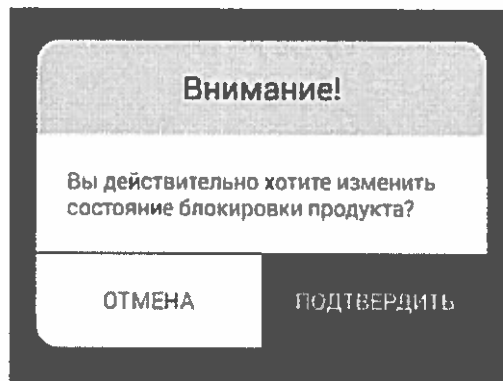 Внимание!
Вы действительно хотите изменить
состояние блокировки продукта?
ОТМЕНА
ПОДТВЕРДИТЬ